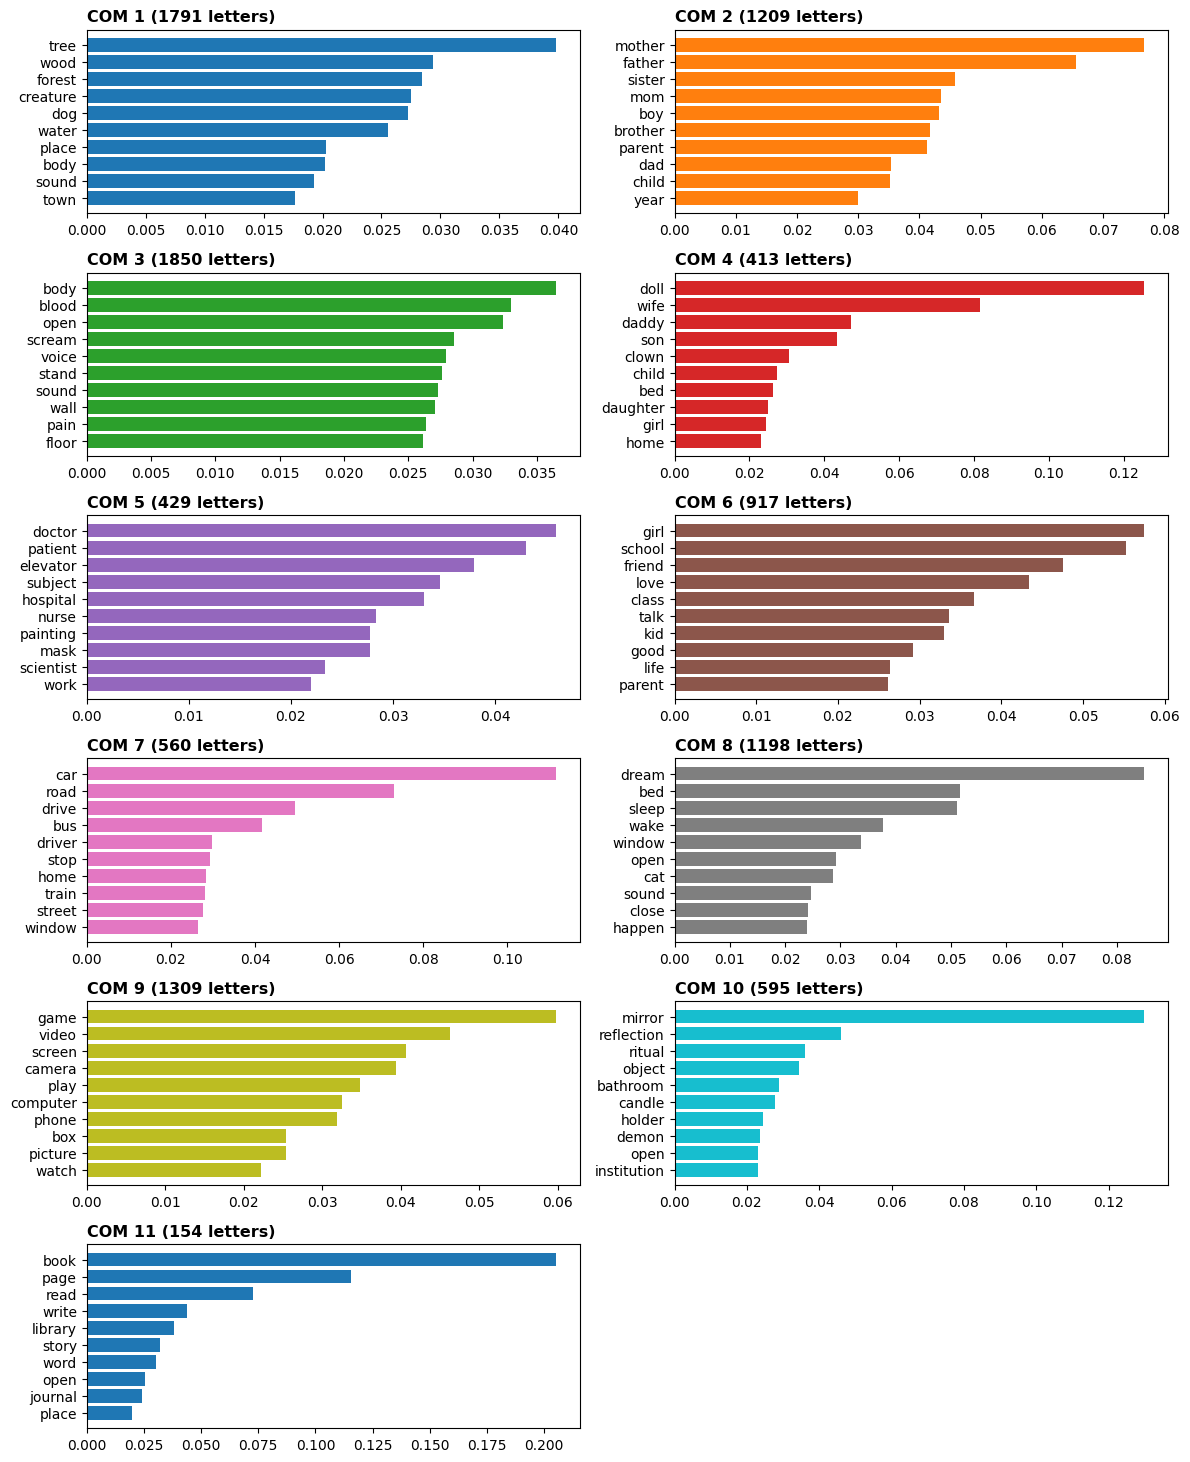 COM 1 (1791 letters)
tree
wood
forest
creature
dog
water
place
body
sound
town
0.000 0.005 0.010 0.015 0.020 0.025 0.030 0.035 0.040
COM 2 (1209 letters)
mother
father
sister
mom
boy
brother
parent
dad
child
year
0.00 0.01 0.02 0.03 0.04 0.05 0.06 0.07 0.08
COM 3 (1850 letters)
body
blood
open
scream
voice
stand
sound
wall
pain
floor
0.000 0.005 0.010 0.015 0.020 0.025 0.030 0.035
COM 4 (413 letters)
doll
wife
daddy
son
clown
child
bed
daughter
girl
home
0.00 0.02 0.04 0.06 0.08 0.10 0.12
COM 5 (429 letters)
doctor
patient
elevator
subject
hospital
nurse
painting
mask
scientist
work
0.00 0.01 0.02 0.03 0.04
COM 6 (917 letters)
girl
school
friend
love
class
talk
kid
good
life
parent
0.00 0.01 0.02 0.03 0.04 0.05 0.06
COM 7 (560 letters)
car
road
drive
bus
driver
stop
home
train
street
window
0.00 0.02 0.04 0.06 0.08 0.10
COM 8 (1198 letters)
dream
bed
sleep
wake
window
open
cat
sound
close
happen
0.00 0.01 0.02 0.03 0.04 0.05 0.06 0.07 0.08
COM 9 (1309 letters)
game
video
screen
camera
play
computer
phone
box
picture
watch
0.00 0.01 0.02 0.03 0.04 0.05 0.06
COM 10 (595 letters)
mirror
reflection
ritual
object
bathroom
candle
holder
demon
open
institution
0.00 0.02 0.04 0.06 0.08 0.10 0.12
COM 11 (154 letters)
book
page
read
write
library
story
word
open
journal
place
0.000 0.025 0.050 0.075 0.100 0.125 0.150 0.175 0.200